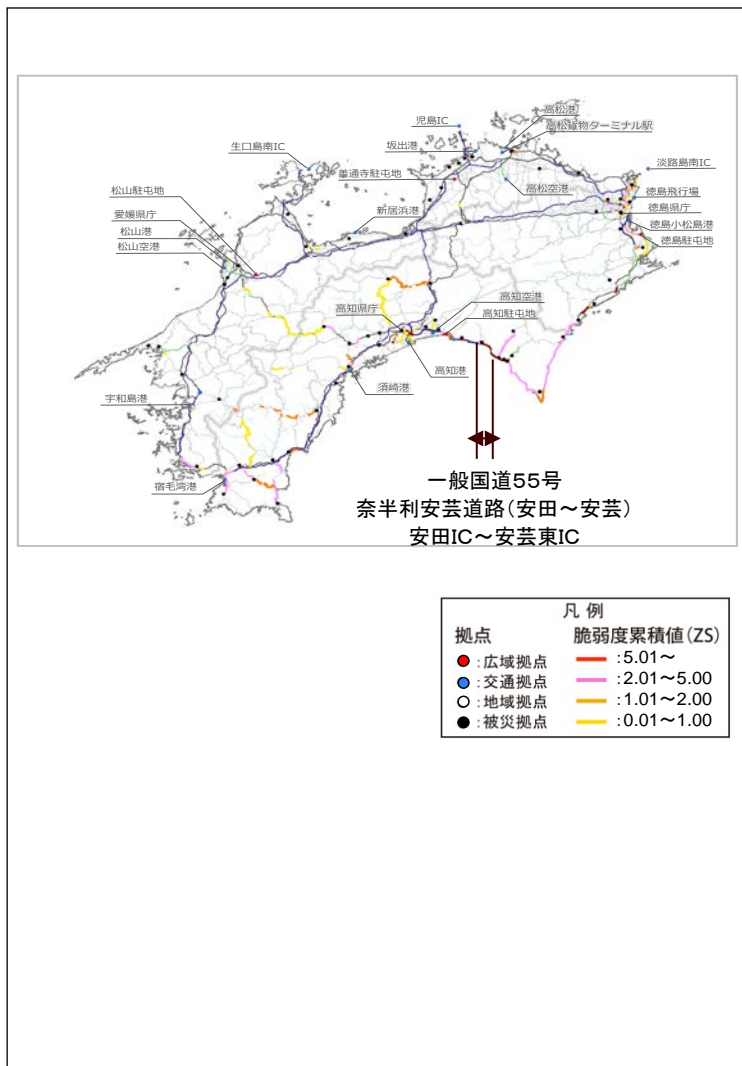 児島IC
高松港
高松貨物ターミナル駅
坂出港
生口島南IC
善通寺駐屯地
淡路島南IC
高松空港
徳島飛行場
松山駐屯地
新居浜港
徳島県庁
愛媛県庁
徳島小松島港
松山港
徳島駐屯地
松山空港
高知県庁
高知空港
高知駐屯地
高知港
須崎港
宇和島港
宿毛湾港
一般国道55号
奈半利安芸道路(安田～安芸)
安田IC～安芸東IC
凡 例
拠点 脆弱度累積値(ZS)
:広域拠点 :5.01～
:交通拠点 :2.01～5.00
:地域拠点 :1.01～2.00
:被災拠点 :0.01～1.00